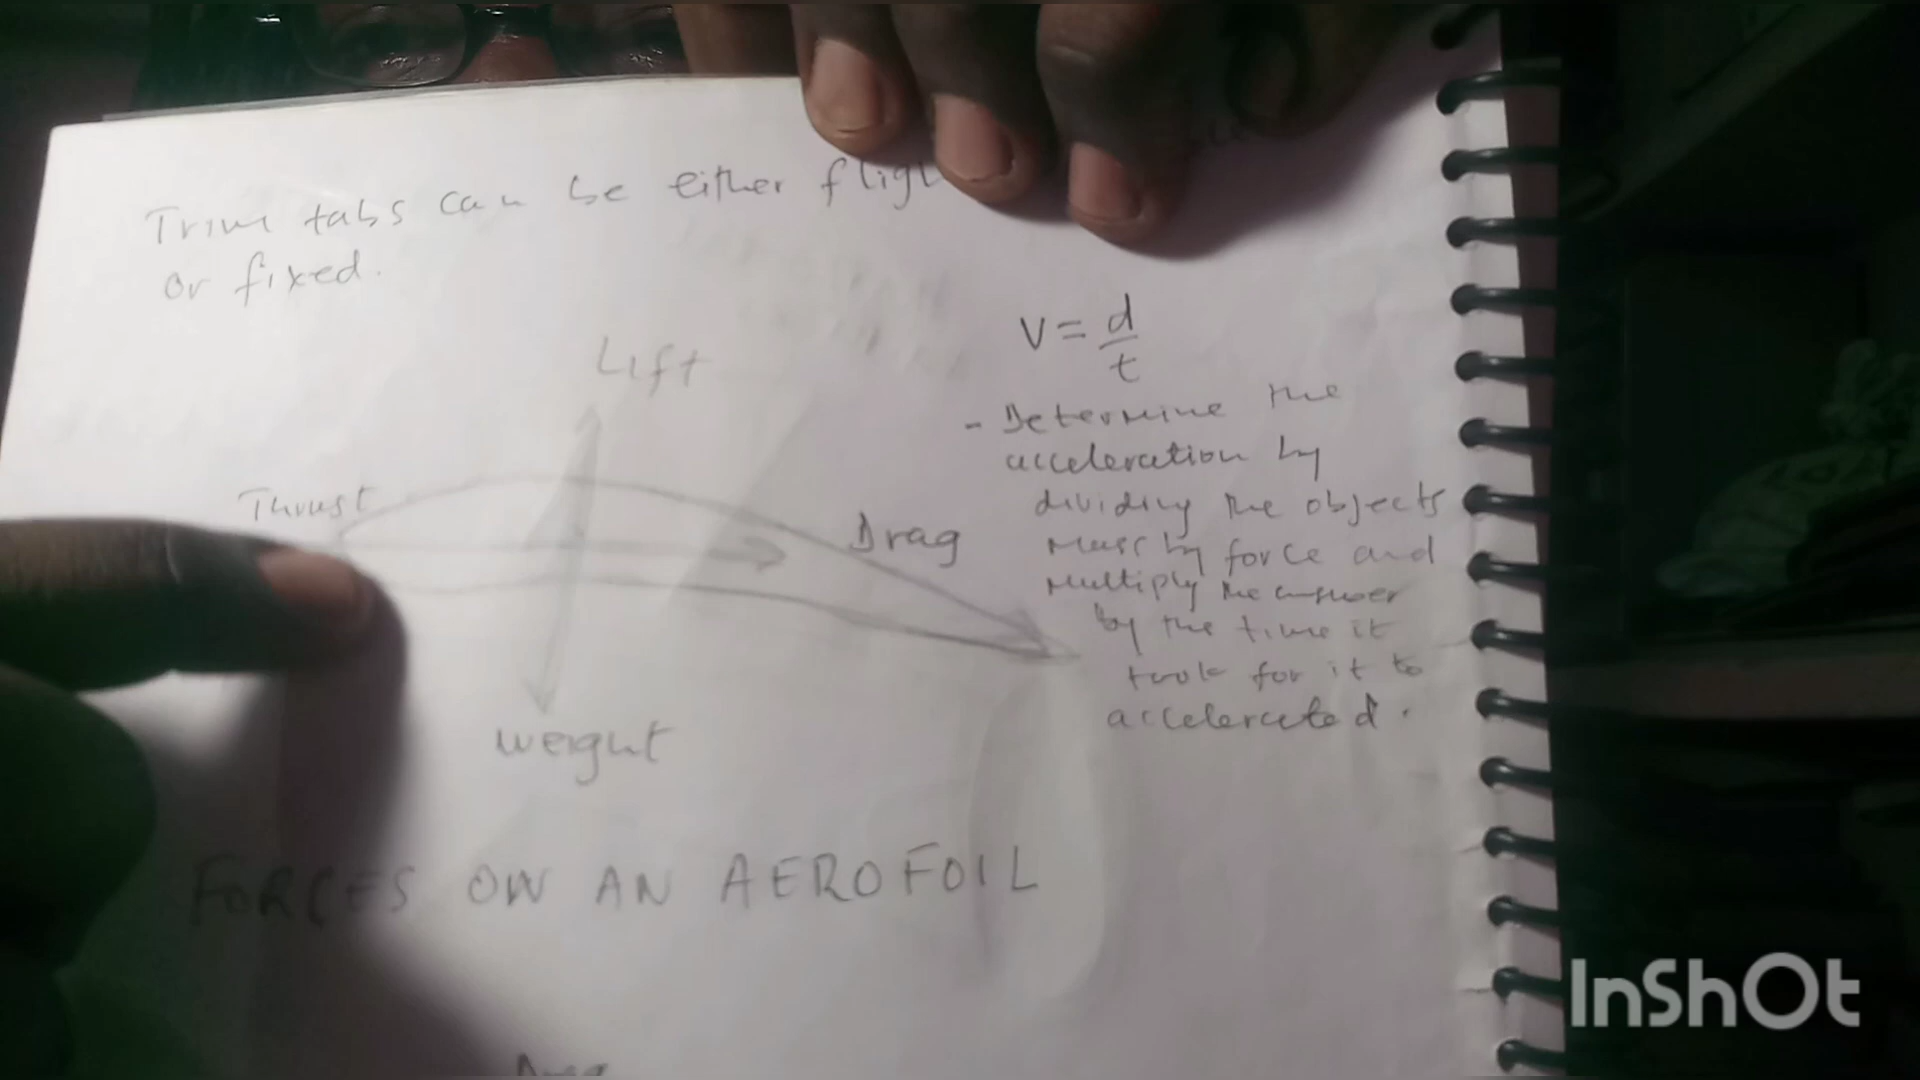 Trim tabs can be either flig
or fixed.
Lift
Thrust
Drag
weight
V = d
t
- Determine the
acceleration by
dividing the objects
mass by force and
multiply the answer
by the time it
took for it to
accelerated.
FORCES ON AN AEROFOIL
InShOt